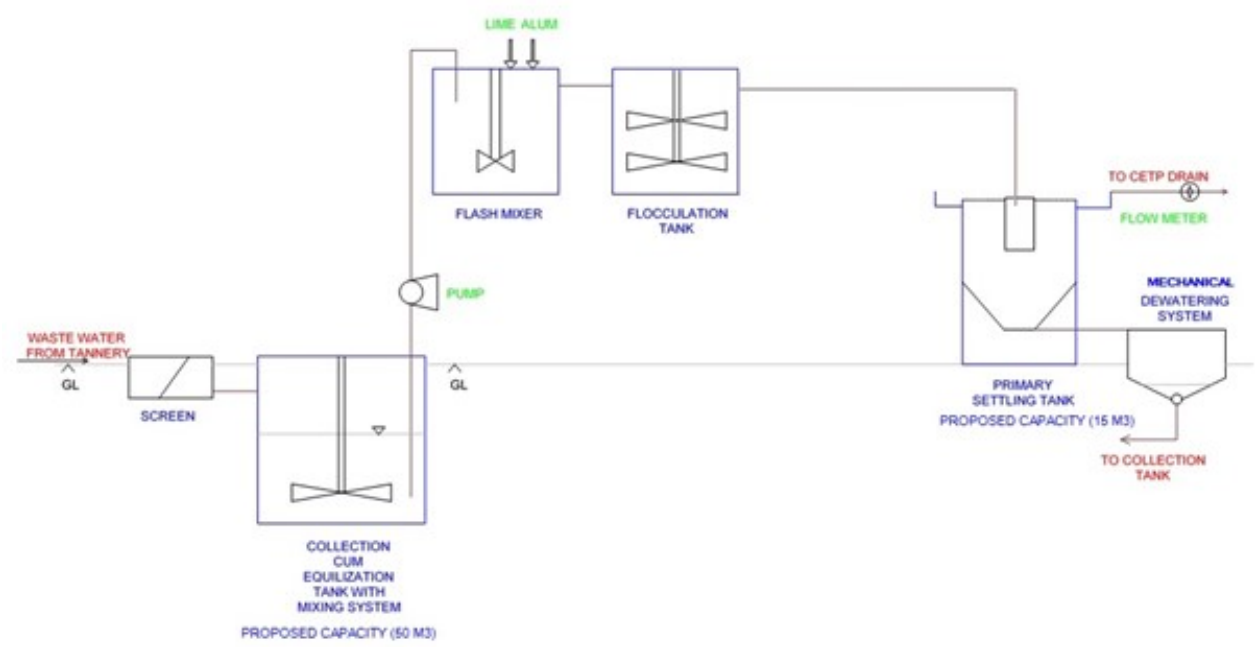 LIME ALUM
FLASH MIXER
FLOCCULATION
TANK
TO CETP DRAIN
FLOW METER
MECHANICAL
DEWATERING
SYSTEM
PUMP
WASTE WATER
FROM TANNERY
GL
GL
SCREEN
PRIMARY
SETTLING TANK
PROPOSED CAPACITY (15 M3)
TO COLLECTION
TANK
COLLECTION
CUM
EQUILIZATION
TANK WITH
MIXING SYSTEM
PROPOSED CAPACITY (50 M3)